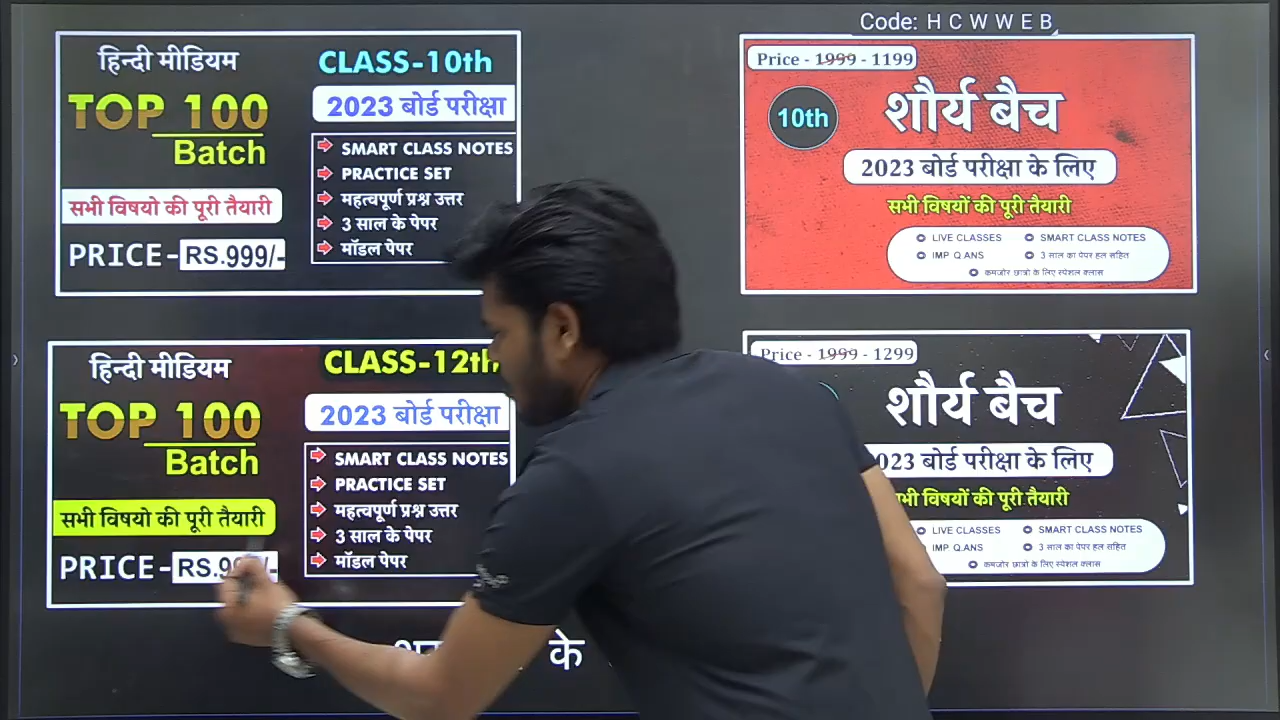 Code: H C W W E B
हिन्दी मीडियम
TOP 100
Batch
सभी विषयो की पूरी तैयारी
PRICE-RS.999/-
CLASS-10th
2023 बोर्ड परीक्षा
SMART CLASS NOTES
PRACTICE SET
महत्वपूर्ण प्रश्न उत्तर
3 साल के पेपर
मॉडल पेपर
Price - 1999 - 1199
10th
शौर्य बैच
2023 बोर्ड परीक्षा के लिए
सभी विषयों की पूरी तैयारी
LIVE CLASSES
SMART CLASS NOTES
IMP Q.ANS
3 साल का पेपर हल सहित
कमजोर छात्रो के लिए स्पेशल क्लास
हिन्दी मीडियम
TOP 100
Batch
सभी विषयो की पूरी तैयारी
PRICE-
CLASS-12th
2023 बोर्ड परीक्षा
SMART CLASS NOTES
PRACTICE SET
महत्वपूर्ण प्रश्न उत्तर
3 साल के पेपर
मॉडल पेपर
Price - 1999 - 1299
शौर्य बैच
बोर्ड परीक्षा के लिए
विषयों की पूरी तैयारी
LIVE CLASSES
SMART CLASS NOTES
IMP Q.ANS
3 साल का पेपर हल सहित
कमजोर छात्रो के लिए स्पेशल क्लास
के